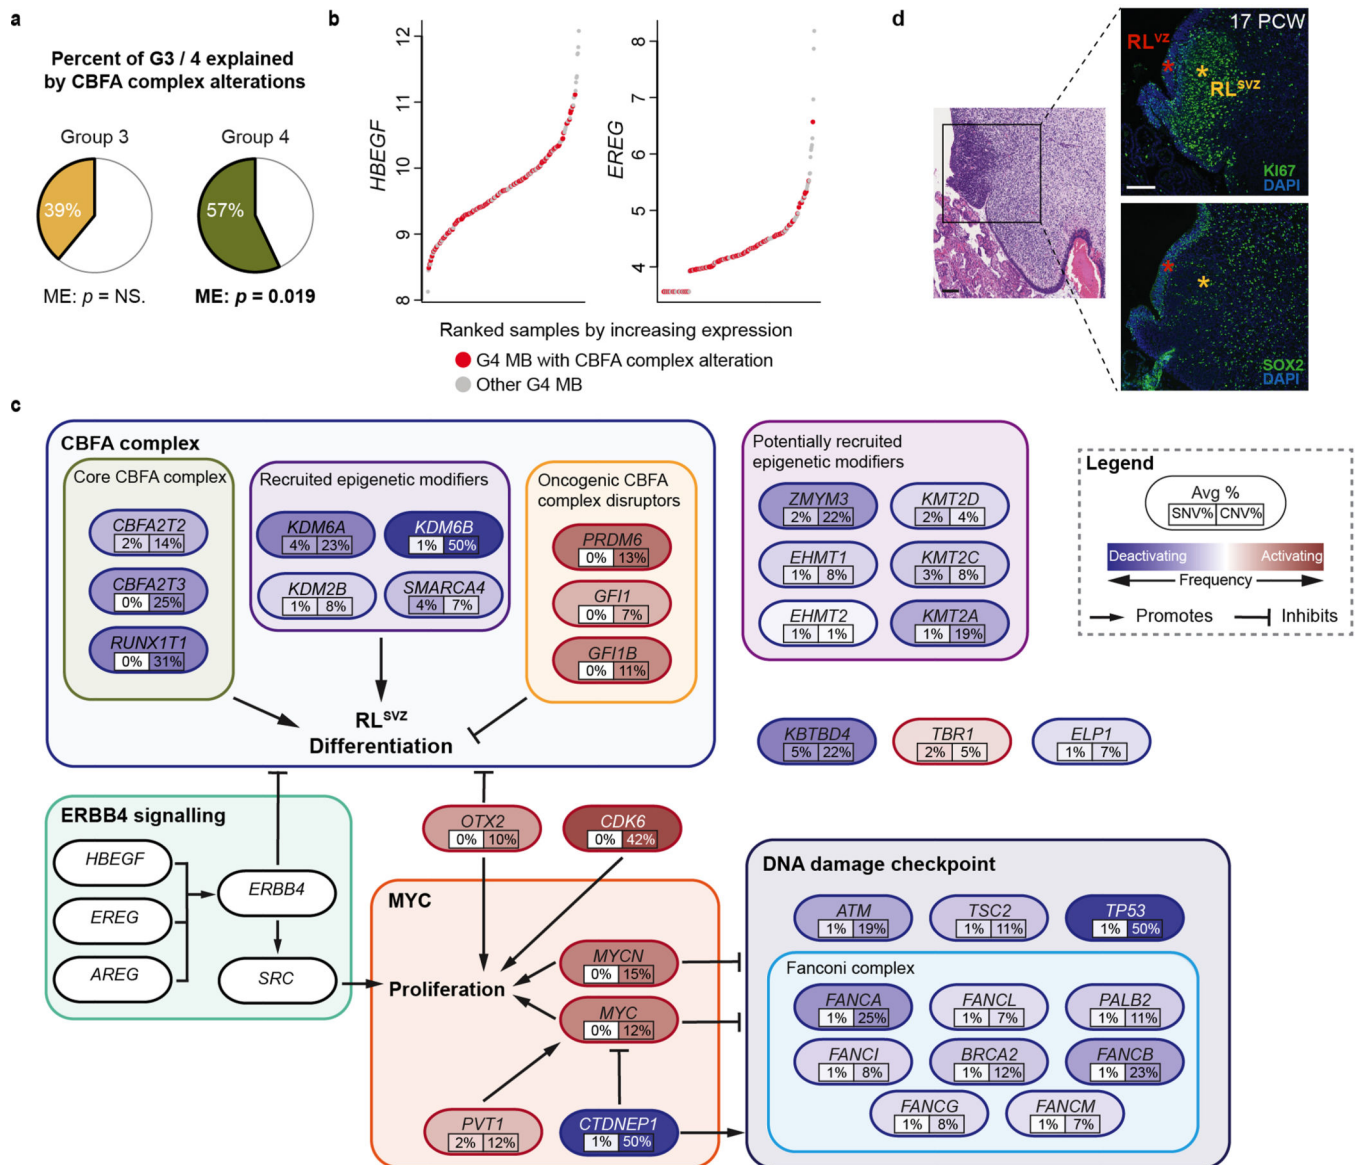 a
Percent of G3 / 4 explained
by CBFA complex alterations
Group 3
Group 4
39%
57%
ME: p = NS.
ME: p = 0.019
b
HBEGF
12
11
10
9
8
EREG
8
7
6
5
4
Ranked samples by increasing expression
G4 MB with CBFA complex alteration
Other G4 MB
d
17 PCW
RLVZ
*
*
RLSVZ
KI67
DAPI
*
*
SOX2
DAPI
c
CBFA complex
Core CBFA complex
CBFA2T2
2% 14%
CBFA2T3
0% 25%
RUNX1T1
0% 31%
Recruited epigenetic modifiers
KDM6A
4% 23%
KDM6B
1% 50%
KDM2B
1% 8%
SMARCA4
4% 7%
Oncogenic CBFA
complex disruptors
PRDM6
0% 13%
GFI1
0% 7%
GFI1B
0% 11%
RLSVZ
Differentiation
Potentially recruited
epigenetic modifiers
ZMYM3
2% 22%
KMT2D
2% 4%
EHMT1
1% 8%
KMT2C
3% 8%
EHMT2
1% 1%
KMT2A
1% 19%
Legend
Avg %
SNV% CNV%
Deactivating
Activating
Frequency
Promotes
Inhibits
KBTBD4
5% 22%
TBR1
2% 5%
ELP1
1% 7%
ERBB4 signalling
HBEGF
EREG
AREG
ERBB4
SRC
OTX2
0% 10%
CDK6
0% 42%
MYC
Proliferation
MYCN
0% 15%
MYC
0% 12%
PVT1
2% 12%
CTDNEP1
1% 50%
DNA damage checkpoint
ATM
1% 19%
TSC2
1% 11%
TP53
1% 50%
Fanconi complex
FANCA
1% 25%
FANCL
1% 7%
PALB2
1% 11%
FANCI
1% 8%
BRCA2
1% 12%
FANCB
1% 23%
FANCG
1% 8%
FANCM
1% 7%